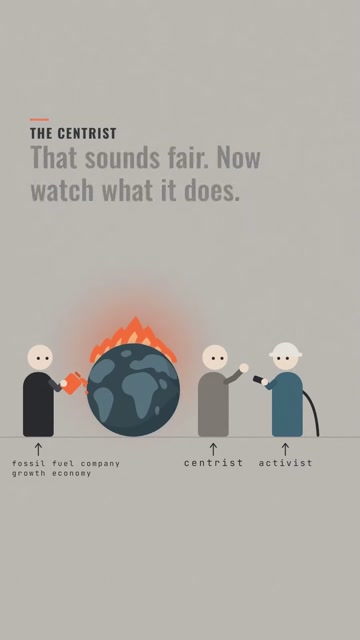 THE CENTRIST
That sounds fair. Now
watch what it does.
fossil fuel company
growth economy
centrist
activist